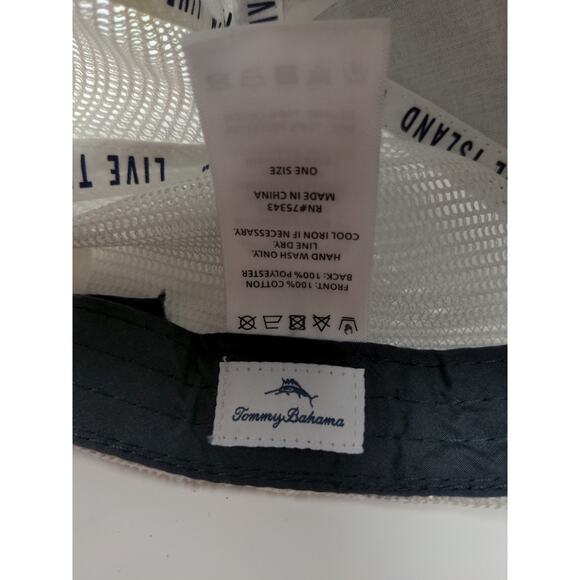 LIVE T
E ISLAND
ONE SIZE
MADE IN CHINA
RN#75343
COOL IRON IF NECESSARY.
LINE DRY.
HAND WASH ONLY.
BACK: 100% POLYESTER
FRONT: 100% COTTON
Tommy Bahama